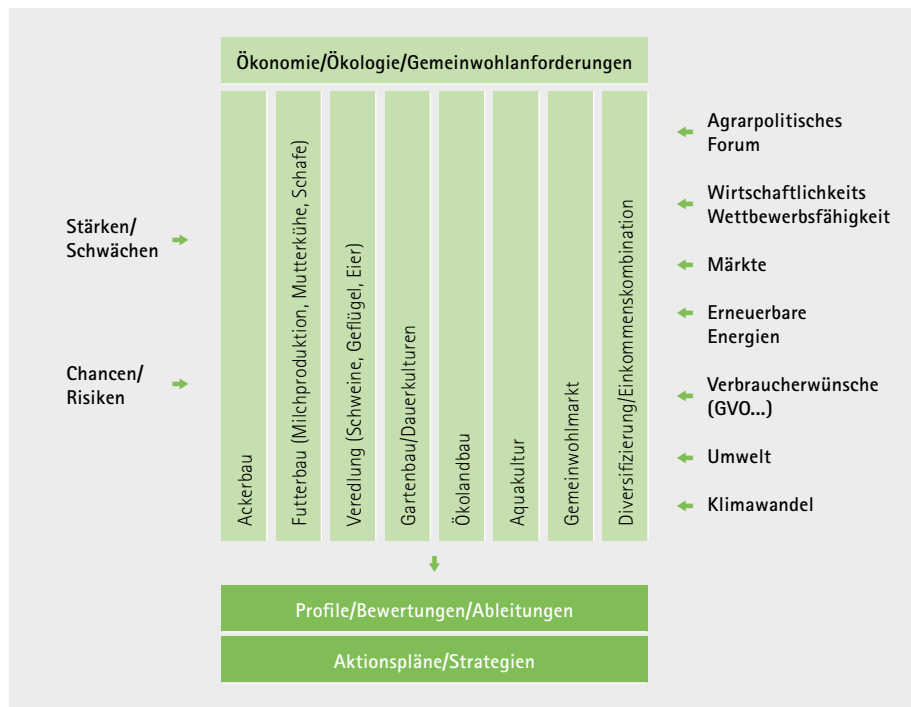 Ökonomie/Ökologie/Gemeinwohlanforderungen
Stärken/
Schwächen
Chancen/
Risiken
Ackerbau
Futterbau (Milchproduktion, Mutterkühe, Schafe)
Veredlung (Schweine, Geflügel, Eier)
Gartenbau/Dauerkulturen
Ökolandbau
Aquakultur
Gemeinwohlmarkt
Diversifizierung/Einkommenskombination
Agrarpolitisches
Forum
Wirtschaftlichkeits
Wettbewerbsfähigkeit
Märkte
Erneuerbare
Energien
Verbraucherwünsche
(GVO...)
Umwelt
Klimawandel
Profile/Bewertungen/Ableitungen
Aktionspläne/Strategien